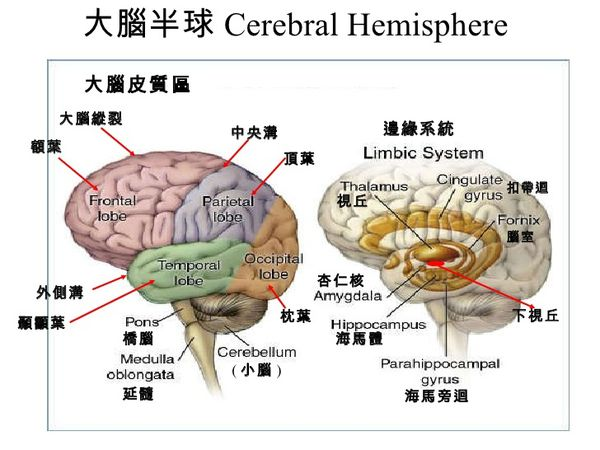 大腦半球 Cerebral Hemisphere
大腦皮質區
大腦縱裂
額葉
中央溝
頂葉
Frontal
lobe
Parietal
lobe
Temporal
lobe
Occipital
lobe
外側溝
顳顥葉
枕葉
Pons
橋腦
Medulla
oblongata
延髓
Cerebellum
(小腦)
邊緣系統
Limbic System
Thalamus
視丘
Cingulate
gyrus
扣帶迴
Fornix
腦室
杏仁核
Amygdala
下視丘
Hippocampus
海馬體
Parahippocampal
gyrus
海馬旁迴